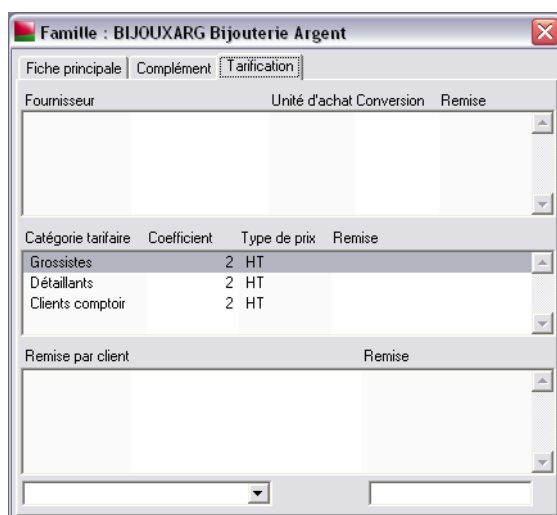 Famille : BIJOUXARG Bijouterie Argent
Fiche principale Complément Tarification
Fournisseur Unité d'achat Conversion Remise
Catégorie tarifaire Coefficient Type de prix Remise
Grossistes 2 HT
Détaillants 2 HT
Clients comptoir 2 HT
Remise par client Remise